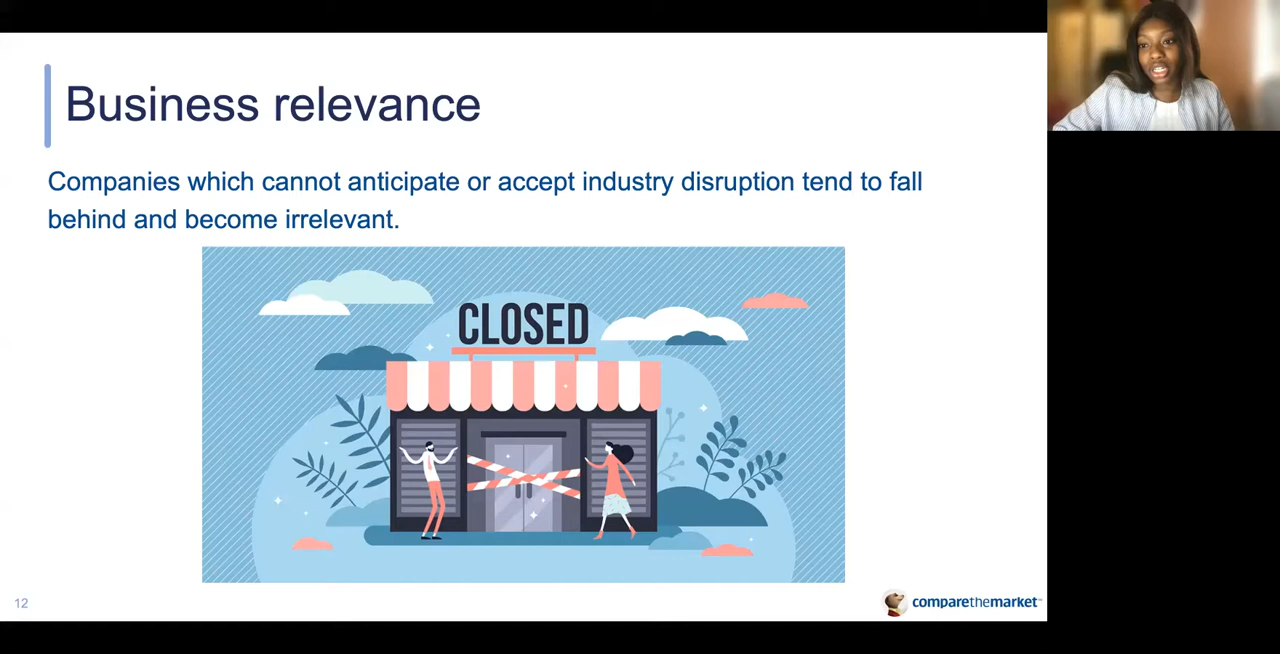 Business relevance
Companies which cannot anticipate or accept industry disruption tend to fall
behind and become irrelevant.
CLOSED
12
comparethemarket™